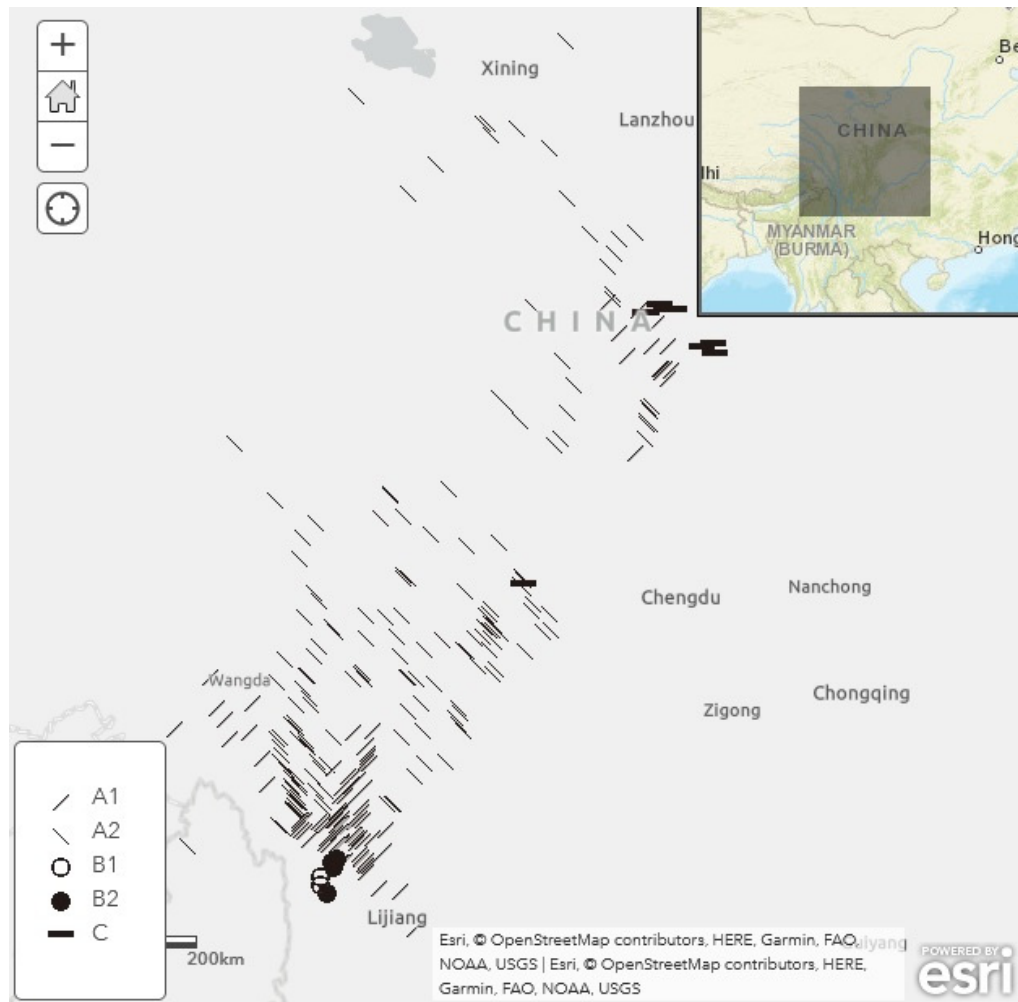 +
Xining
Lanzhou
Be
CHINA
lhi
MYANMAR
(BURMA)
Hong
−
CHINA
Chengdu
Nanchong
Wangda
Chongqing
Zigong
A1
A2
B1
B2
C
Lijiang
200km
Guiyang
Esri, © OpenStreetMap contributors, HERE, Garmin, FAO,
NOAA, USGS | Esri, © OpenStreetMap contributors, HERE,
Garmin, FAO, NOAA, USGS
POWERED BY
esri